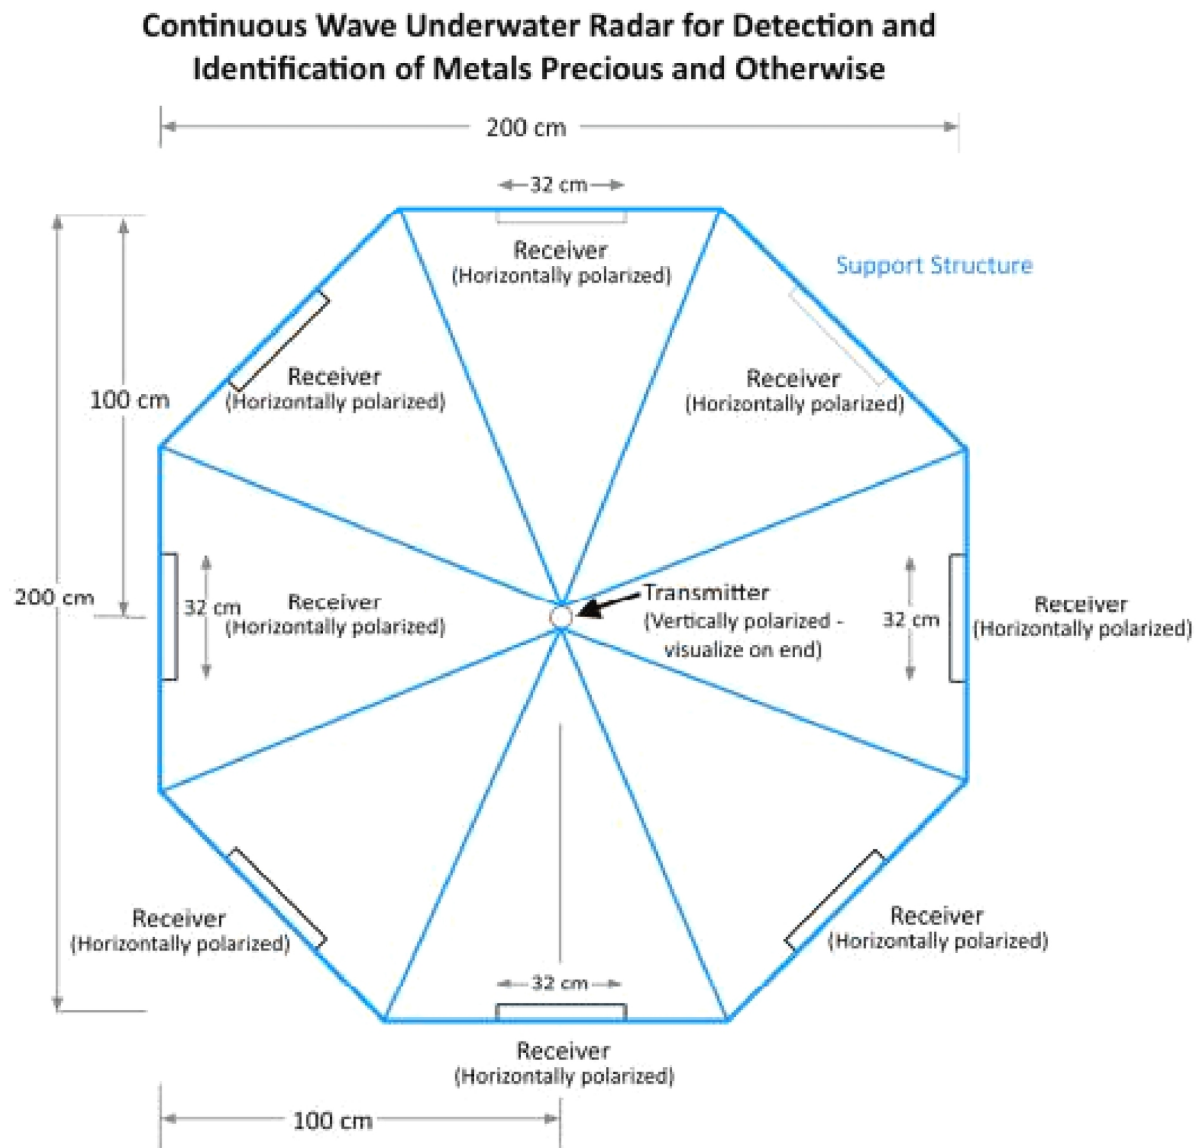 Continuous Wave Underwater Radar for Detection and
Identification of Metals Precious and Otherwise
200 cm
32 cm
Receiver
(Horizontally polarized)
Support Structure
Receiver
(Horizontally polarized)
Receiver
(Horizontally polarized)
100 cm
200 cm
32 cm
Receiver
(Horizontally polarized)
Transmitter
(Vertically polarized -
visualize on end)
32 cm
Receiver
(Horizontally polarized)
Receiver
(Horizontally polarized)
Receiver
(Horizontally polarized)
32 cm
Receiver
(Horizontally polarized)
100 cm